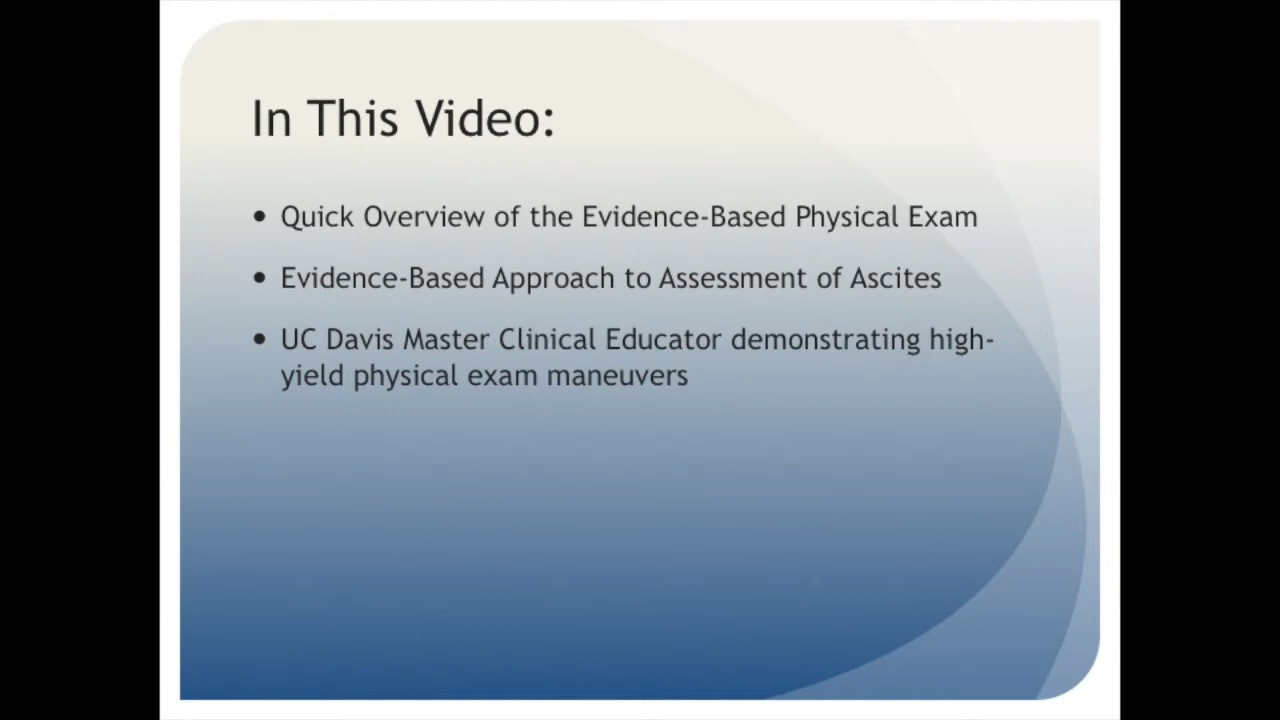 In This Video:
• Quick Overview of the Evidence-Based Physical Exam
• Evidence-Based Approach to Assessment of Ascites
• UC Davis Master Clinical Educator demonstrating high-
yield physical exam maneuvers